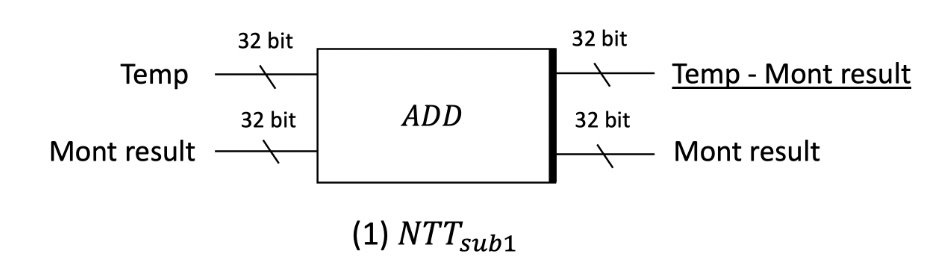 32 bit 32 bit
Temp Temp - Mont result
ADD
32 bit 32 bit
Mont result Mont result
(1) NTT_sub1